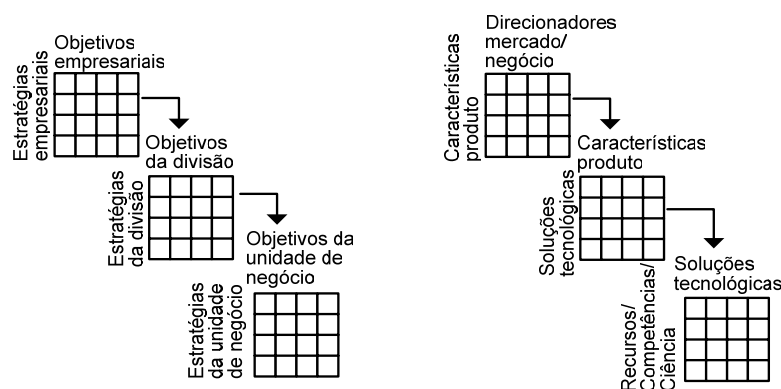 Objetivos
empresariais
Estratégias
empresariais
Objetivos
da divisão
Estratégias
da divisão
Objetivos da
unidade de
negócio
Estratégias
da unidade
de negócio
Direcionadores
mercado/
negócio
Características
produto
Características
produto
Soluções
tecnológicas
Soluções
tecnológicas
Recursos/
Competências/
Ciência